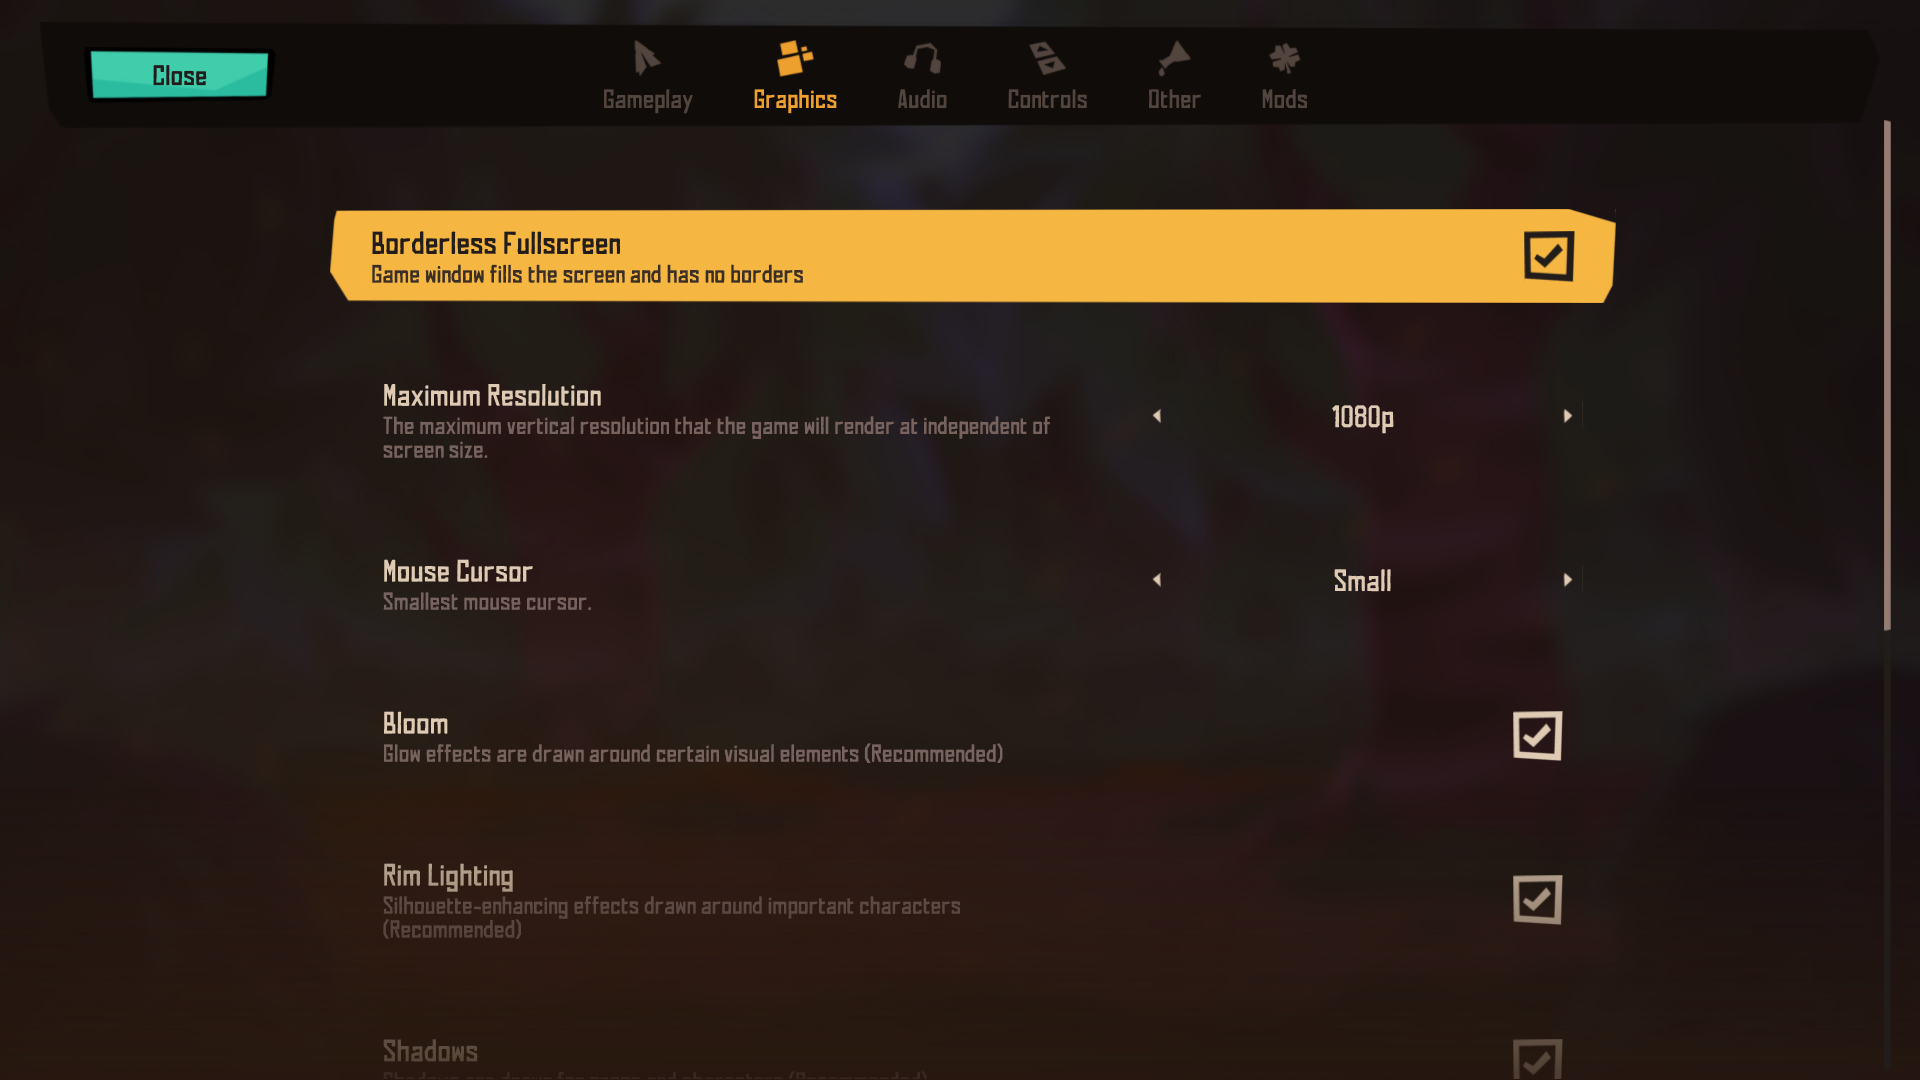 Close
Gameplay
Graphics
Audio
Controls
Other
Mods
Borderless Fullscreen
Game window fills the screen and has no borders
Maximum Resolution
The maximum vertical resolution that the game will render at independent of
screen size.
1080p
Mouse Cursor
Smallest mouse cursor.
Small
Bloom
Glow effects are drawn around certain visual elements (Recommended)
Rim Lighting
Silhouette-enhancing effects drawn around important characters
(Recommended)
Shadows